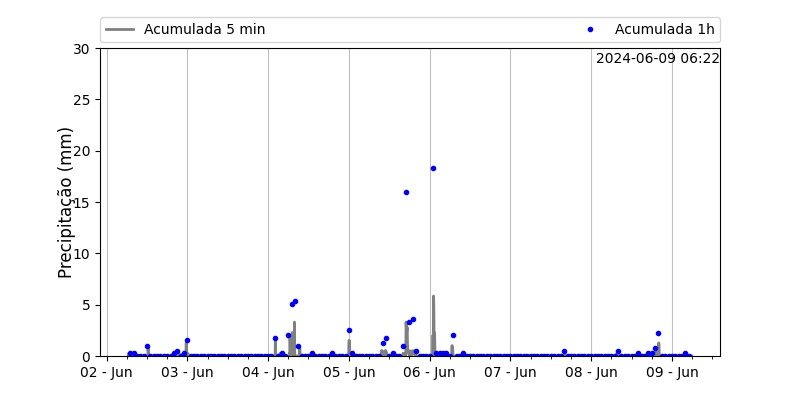 Acumulada 5 min
Acumulada 1h
2024-06-09 06:22
Precipitação (mm)
30
25
20
15
10
5
0
02 - Jun
03 - Jun
04 - Jun
05 - Jun
06 - Jun
07 - Jun
08 - Jun
09 - Jun